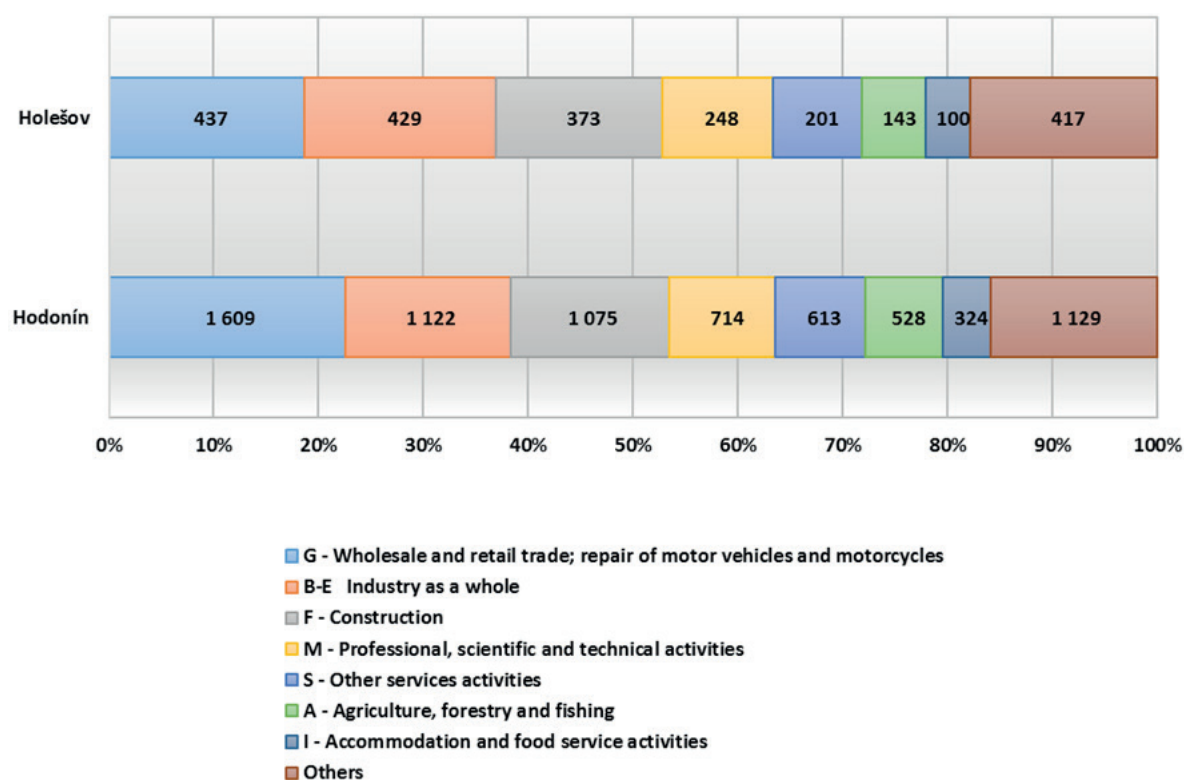 Holešov
437 429 373 248 201 143 100 417
Hodonín
1 609 1 122 1 075 714 613 528 324 1 129
0% 10% 20% 30% 40% 50% 60% 70% 80% 90% 100%
G - Wholesale and retail trade; repair of motor vehicles and motorcycles
B-E Industry as a whole
F - Construction
M - Professional, scientific and technical activities
S - Other services activities
A - Agriculture, forestry and fishing
I - Accommodation and food service activities
Others